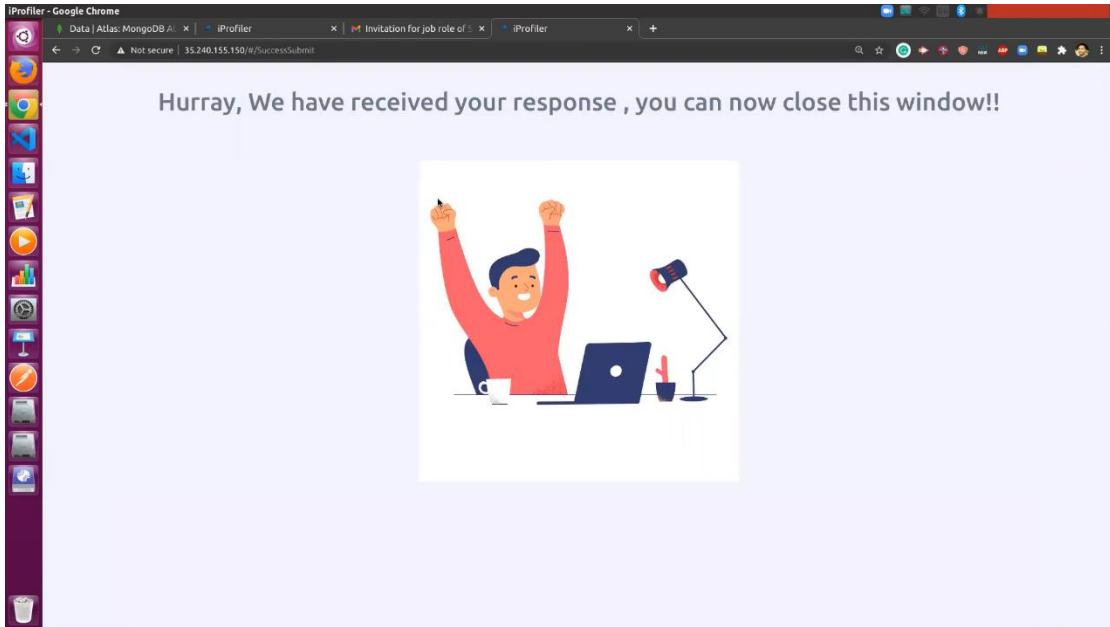 iProfiler - Google Chrome
Data | Atlas: MongoDB At
iProfiler
Invitation for job role of S
iProfiler
Not secure | 35.240.155.150/#/SuccessSubmit
Hurray, We have received your response , you can now close this window!!